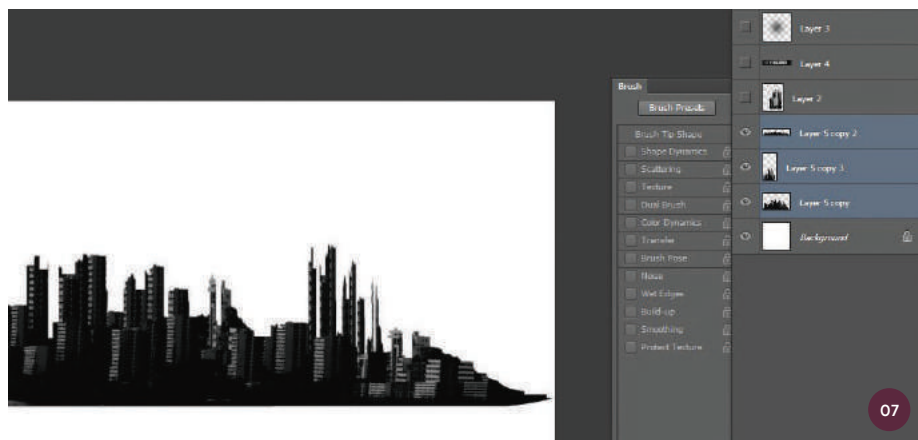 Brush
Brush Presets
Brush Tip Shape
Shape Dynamics
Scattering
Texture
Dual Brush
Color Dynamics
Transfer
Brush Pose
Noise
Wet Edges
Build-up
Smoothing
Protect Texture
Layer 3
Layer 4
Layer 2
Layer 5 copy 2
Layer 5 copy 3
Layer 5 copy
Background
07